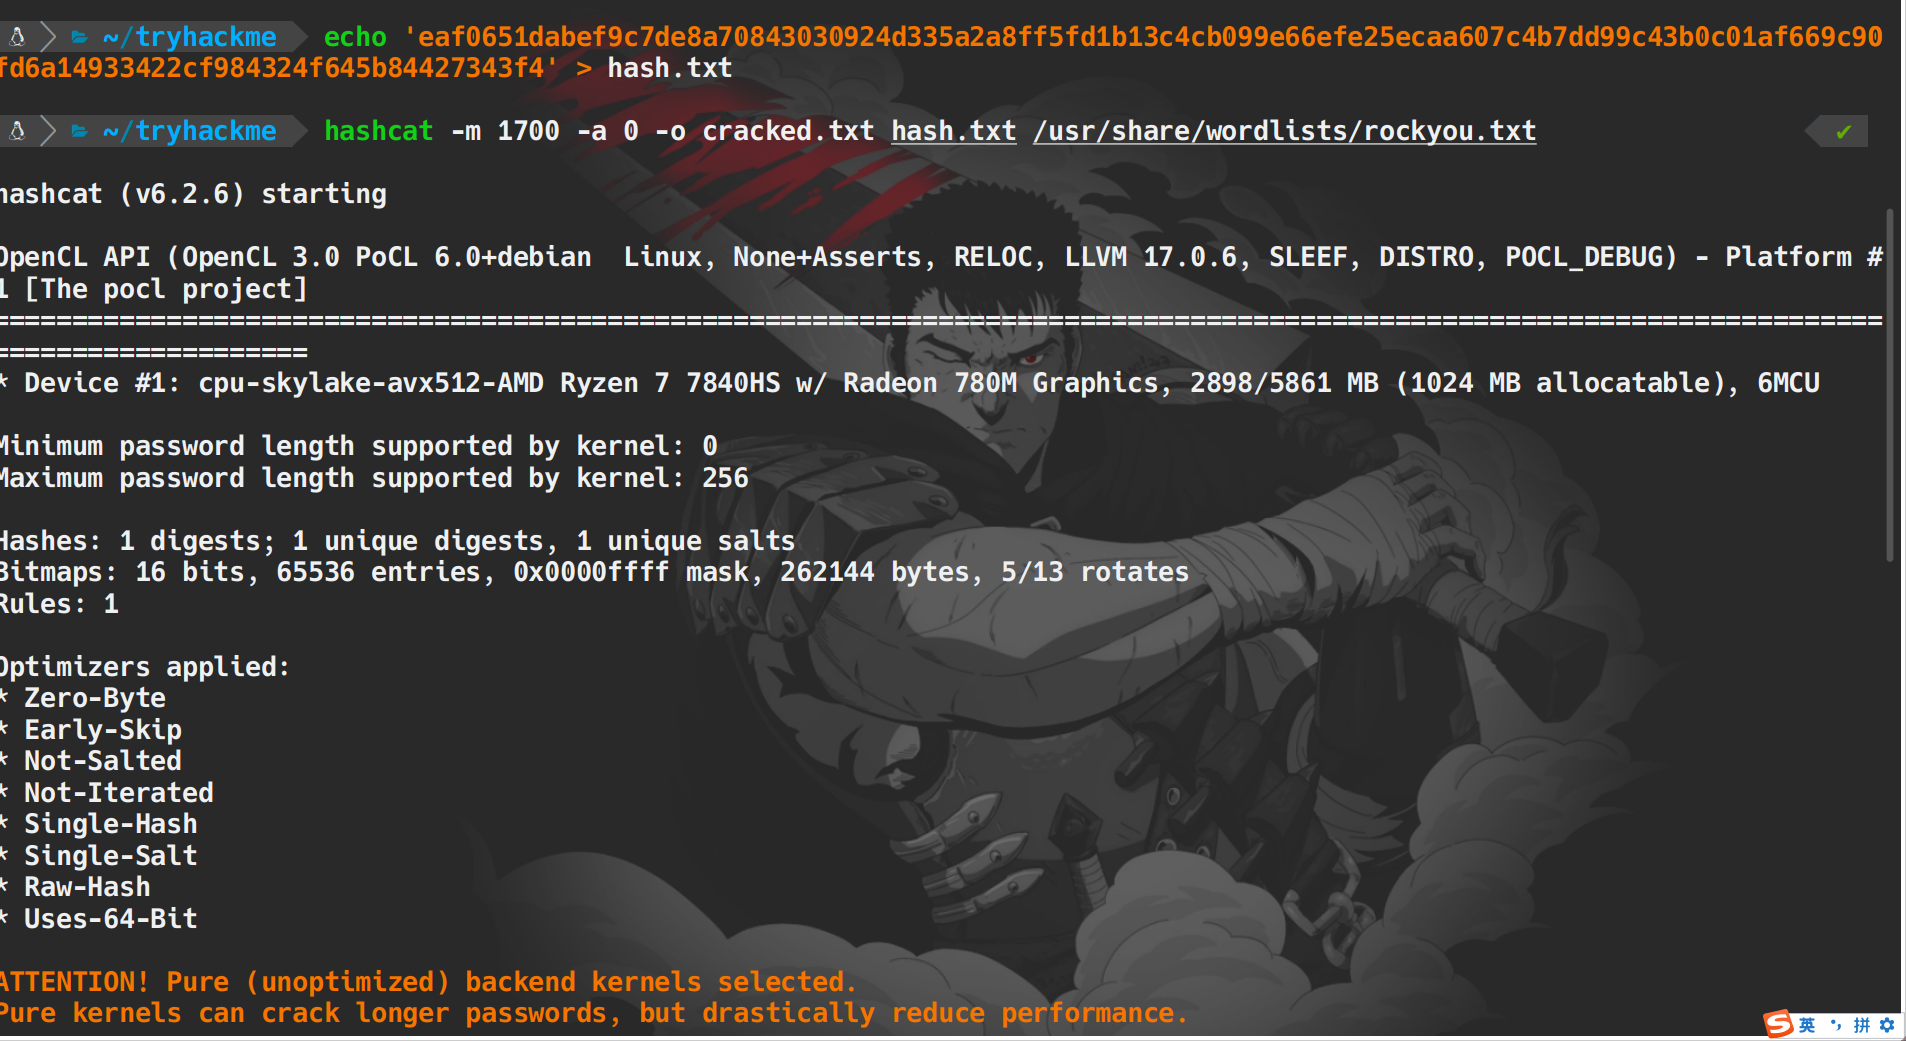 ~/tryhackme echo 'eaf0651dabef9c7de8a70843030924d335a2a8ff5fd1b13c4cb099e66efe25ecaa607c4b7dd99c43b0c01af669c90
fd6a14933422cf984324f645b84427343f4' > hash.txt
~/tryhackme hashcat -m 1700 -a 0 -o cracked.txt hash.txt /usr/share/wordlists/rockyou.txt ✔
hashcat (v6.2.6) starting
OpenCL API (OpenCL 3.0 PoCL 6.0+debian  Linux, None+Asserts, RELOC, LLVM 17.0.6, SLEEF, DISTRO, POCL_DEBUG) - Platform #
1 [The pocl project]
========================================================================================================================
====================
* Device #1: cpu-skylake-avx512-AMD Ryzen 7 7840HS w/ Radeon 780M Graphics, 2898/5861 MB (1024 MB allocatable), 6MCU
Minimum password length supported by kernel: 0
Maximum password length supported by kernel: 256
Hashes: 1 digests; 1 unique digests, 1 unique salts
Bitmaps: 16 bits, 65536 entries, 0x0000ffff mask, 262144 bytes, 5/13 rotates
Rules: 1
Optimizers applied:
* Zero-Byte
* Early-Skip
* Not-Salted
* Not-Iterated
* Single-Hash
* Single-Salt
* Raw-Hash
* Uses-64-Bit
ATTENTION! Pure (unoptimized) backend kernels selected.
Pure kernels can crack longer passwords, but drastically reduce performance.
S 英 拼